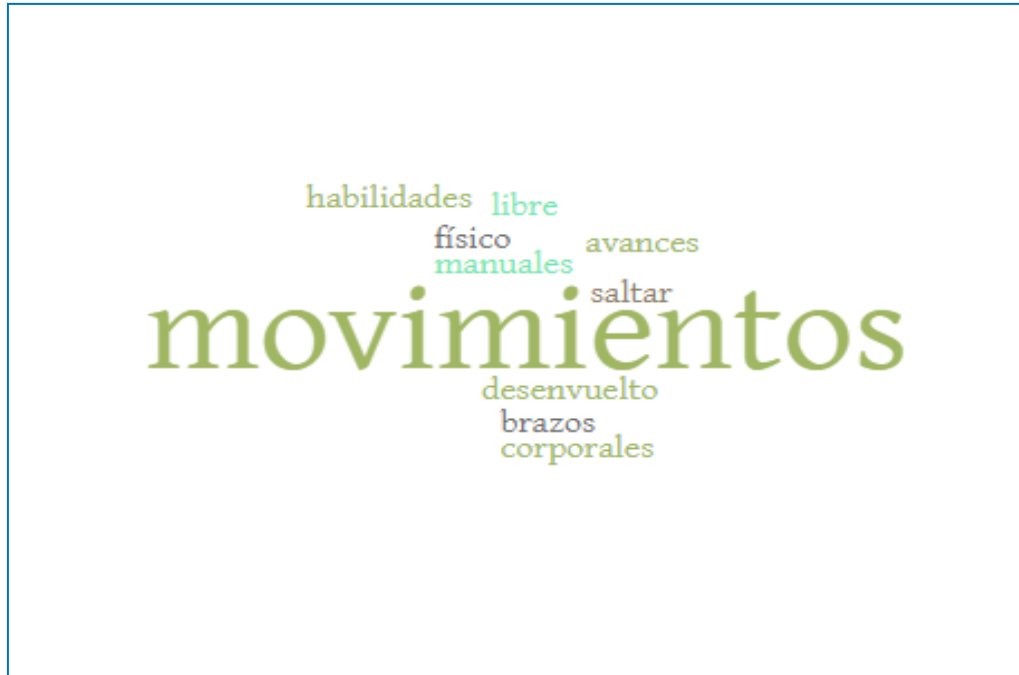 habilidades libre
físico avances
manuales
saltar
movimientos
desenvuelto
brazos
corporales